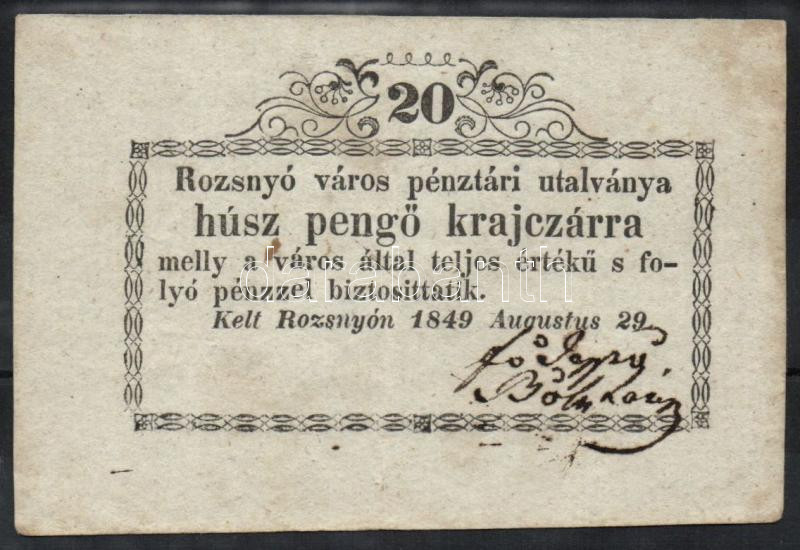 20
Rozsnyó város pénztári utalványa
húsz pengő krajczárra
melly a város által teljes értékű s fo-
lyó pénzzel biztosittatik.
Kelt Rozsnyón 1849 Augustus 29
darabanth